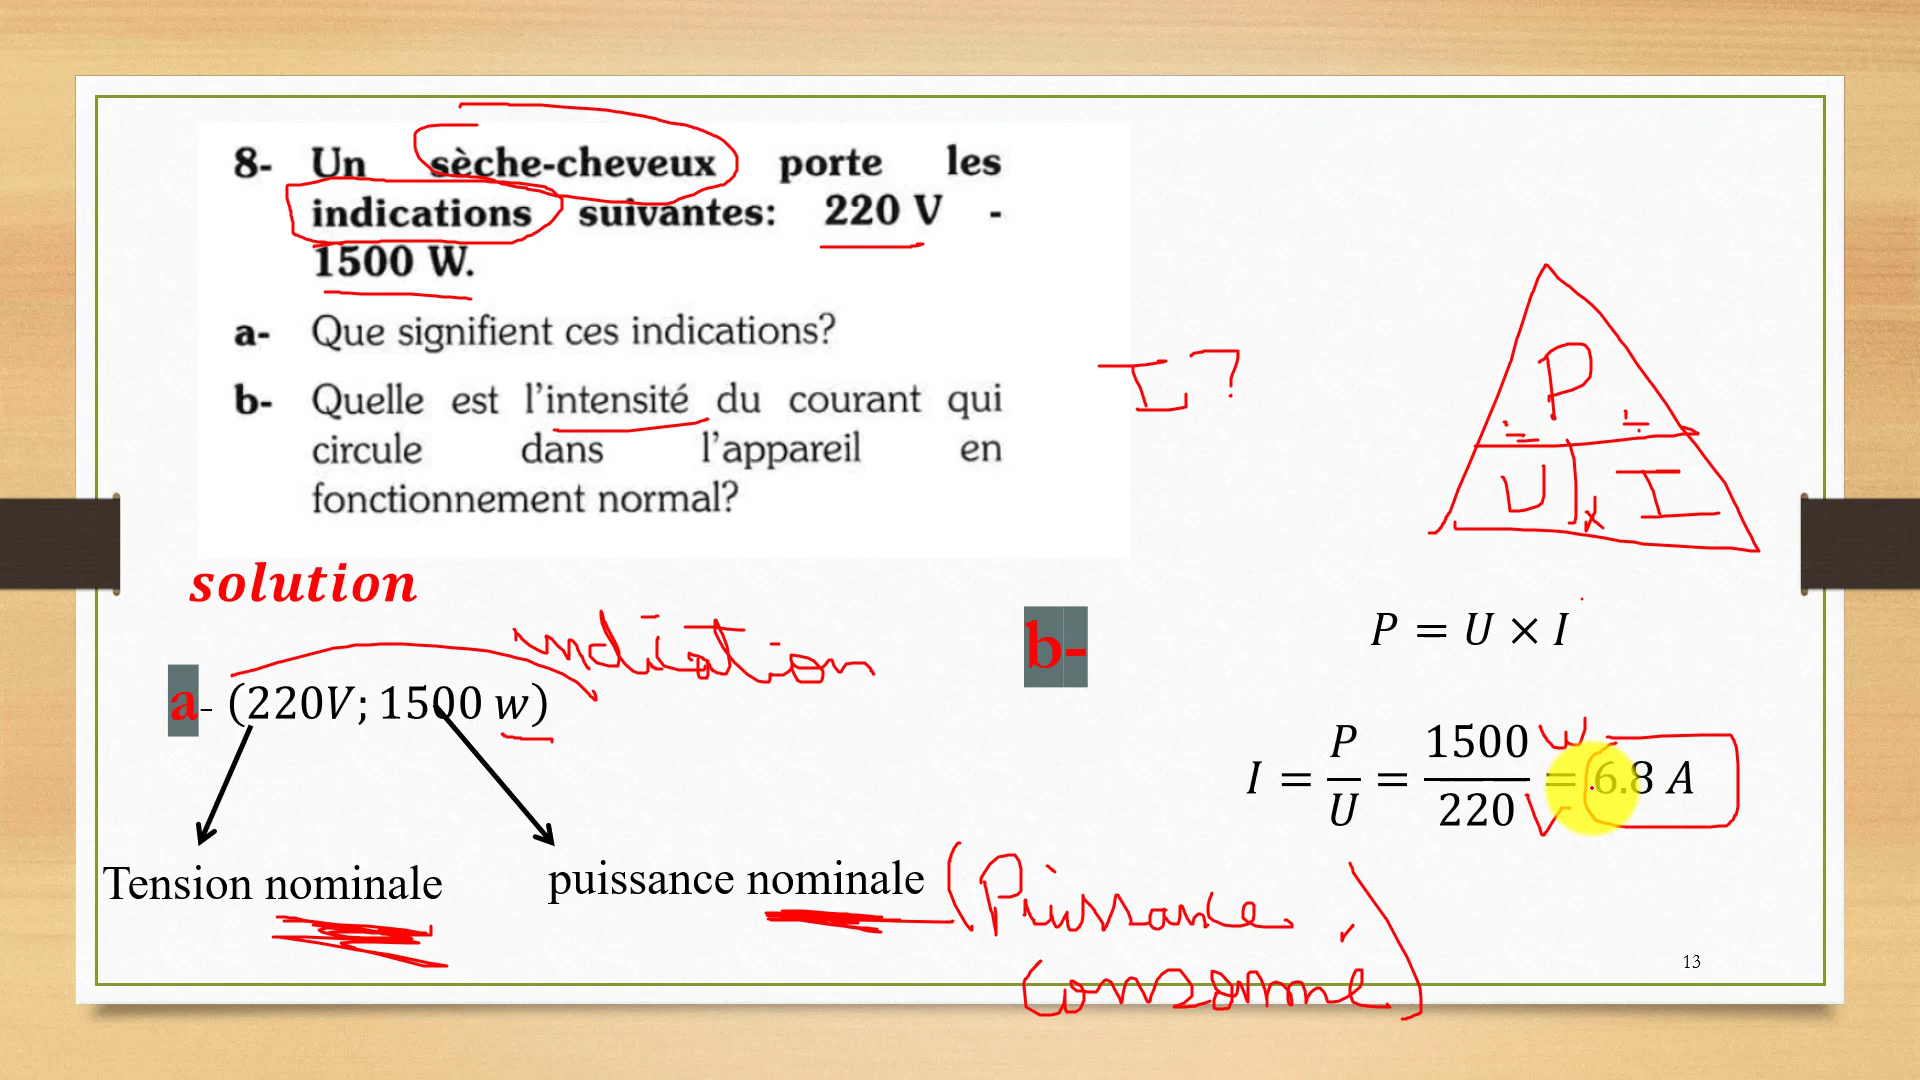 8- Un sèche-cheveux porte les
indications suivantes: 220 V -
1500 W.
a- Que signifient ces indications?
b- Quelle est l'intensité du courant qui
circule dans l'appareil en
fonctionnement normal?
I?
P
÷ ÷
U x I
solution
indication
a- (220V; 1500 w)
Tension nominale
puissance nominale
(Puissance
consommé)
b-
P = U × I
I = P/U = 1500 W/220 V = 6.8 A
13